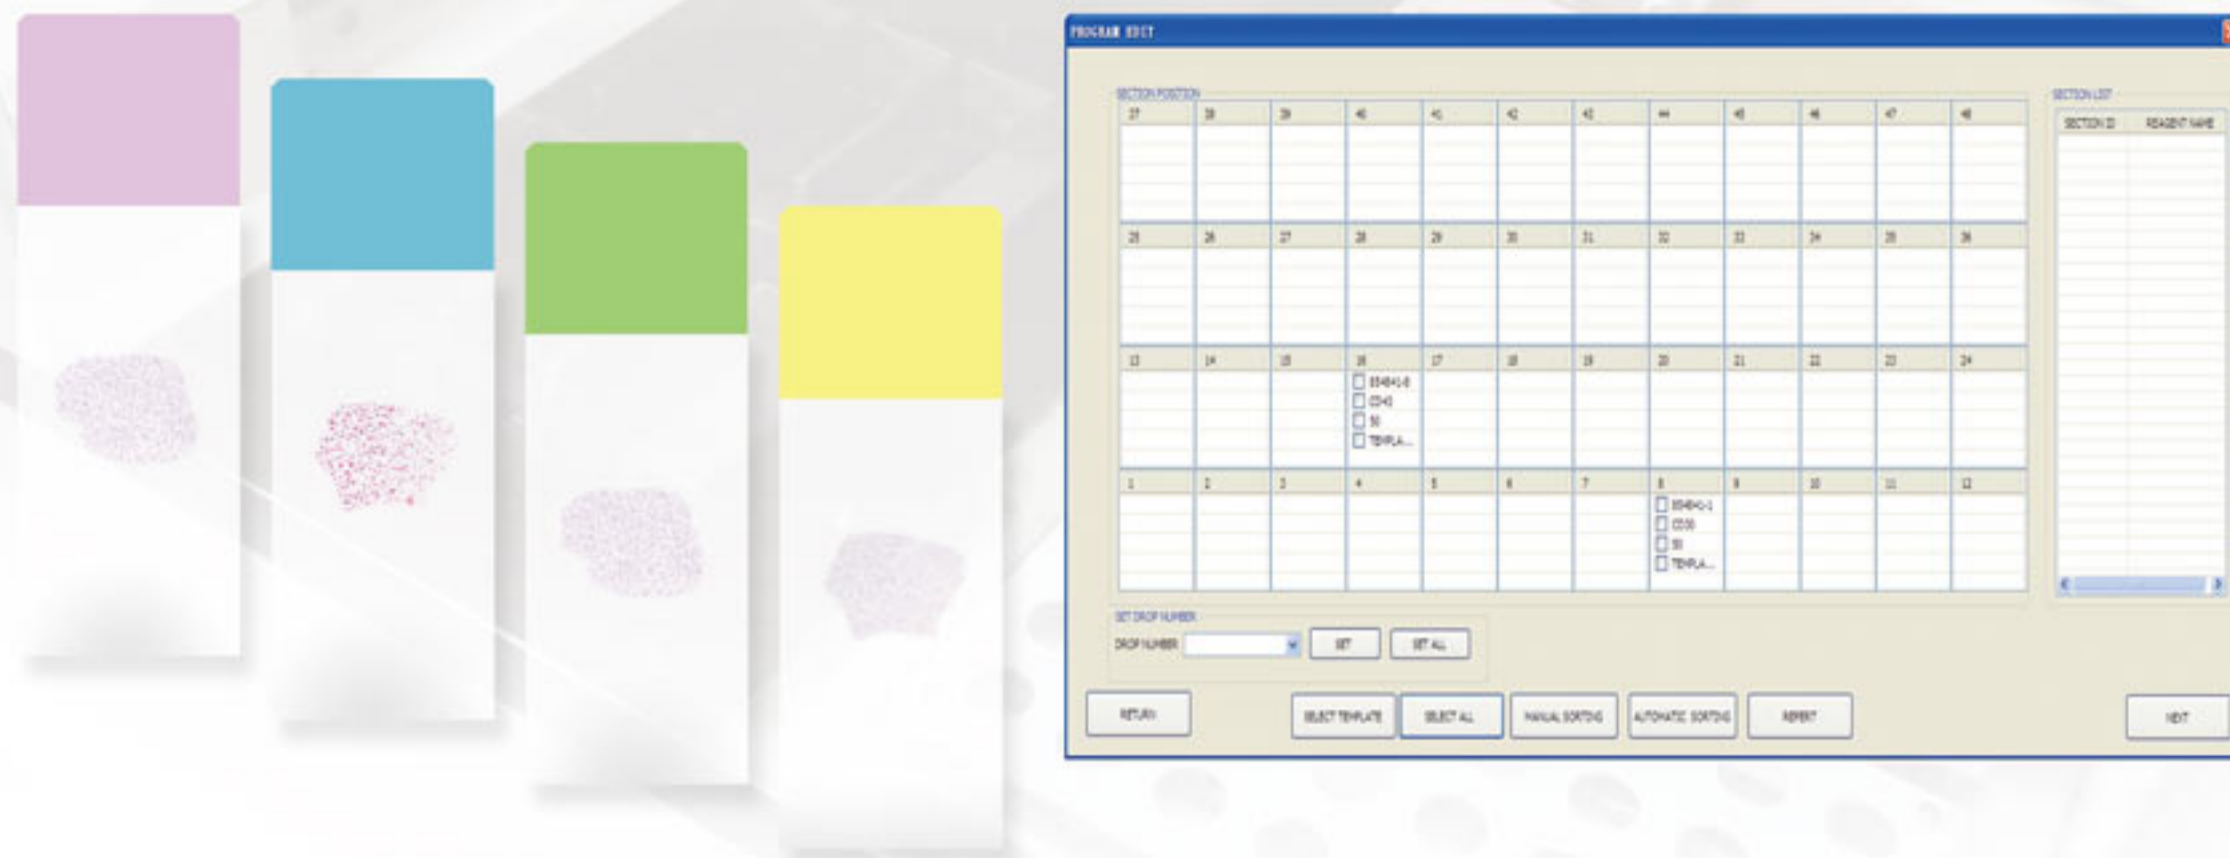 PROGRAM EDIT
SECTION POSITION
37 38 39 40 41 42 43 44 45 46 47 48
25 26 27 28 29 30 31 32 33 34 35 36
13 14 15 16 17 18 19 20 21 22 23 24
CD43
50
TEMPLA...
1 2 3 4 5 6 7 8 9 10 11 12
50
TEMPLA...
SECTION LIST
SECTION ID REAGENT NAME
SET DROP NUMBER
DROP NUMBER SET SET ALL
RETURN SELECT TEMPLATE SELECT ALL MANUAL SORTING AUTOMATIC SORTING NEXT